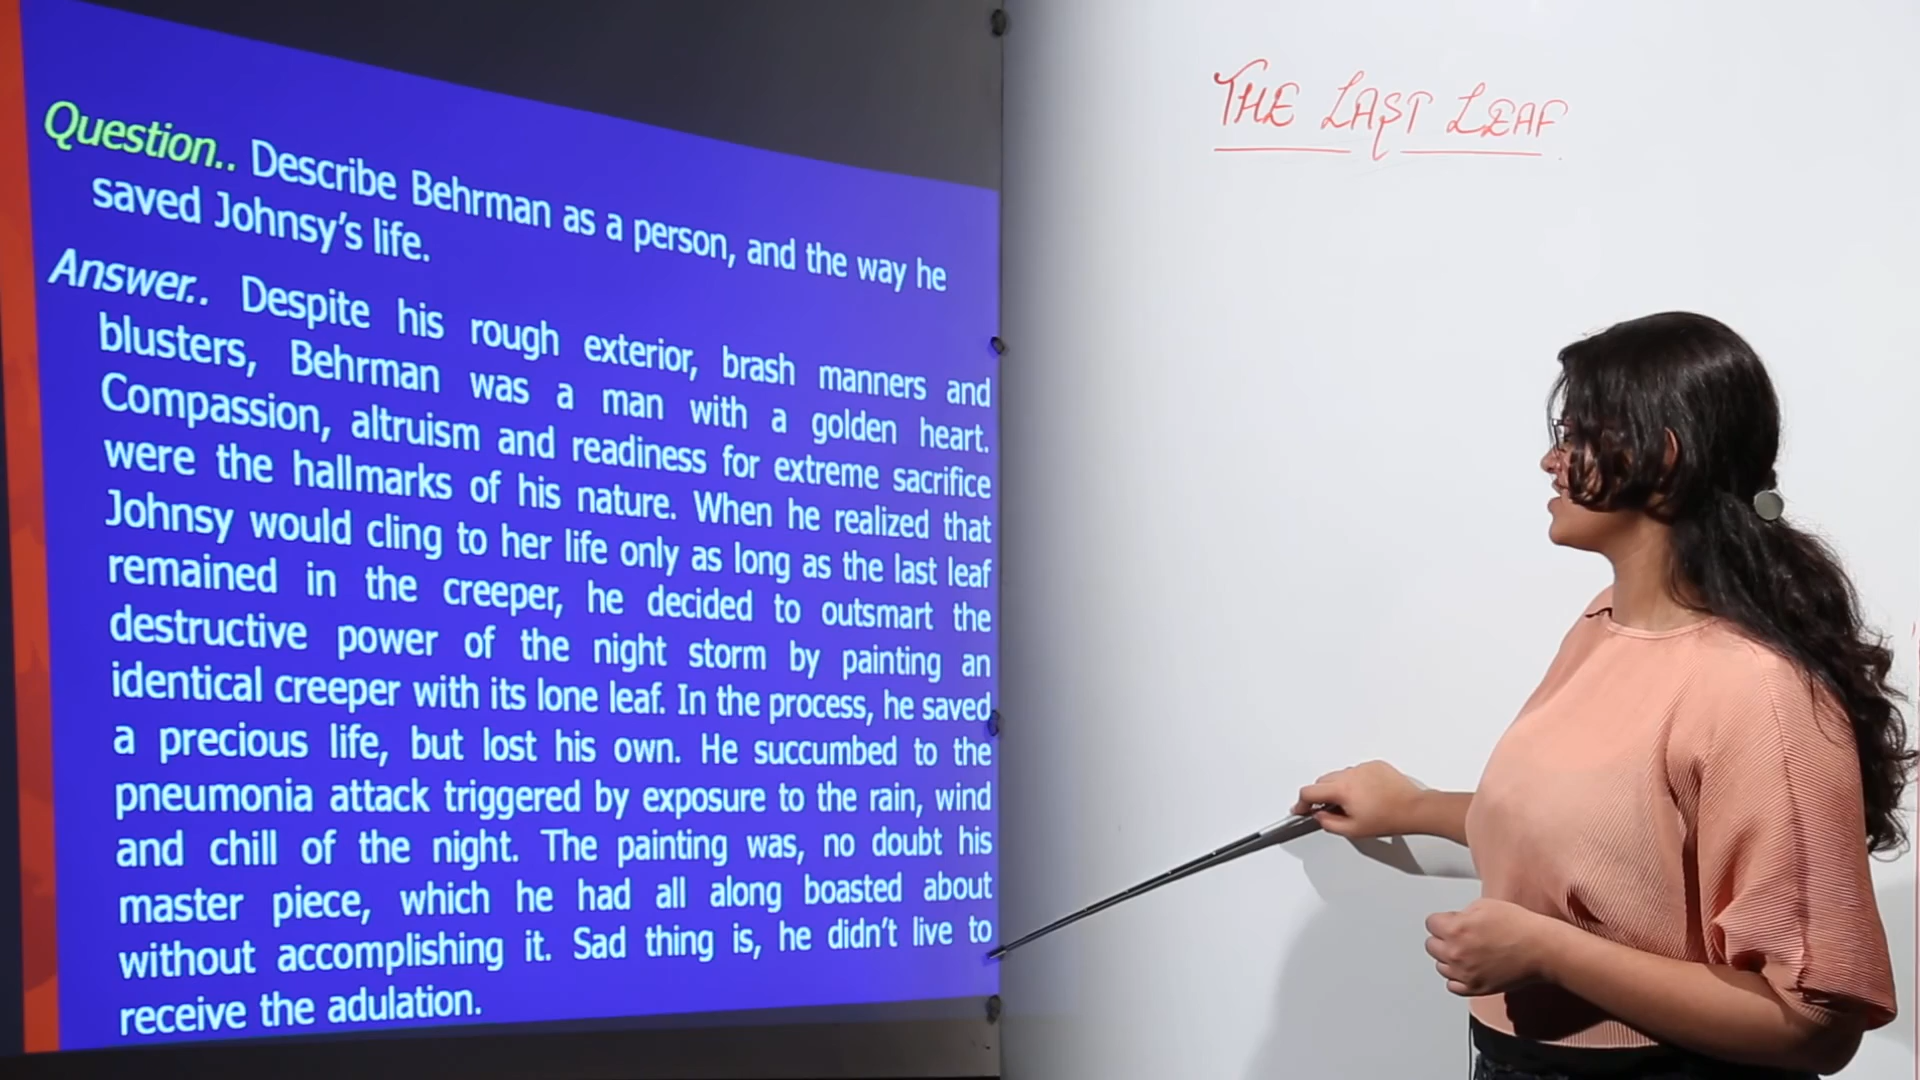 THE LAST LEAF
Question.. Describe Behrman as a person, and the way he
saved Johnsy's life.
Answer.. Despite his rough exterior, brash manners and
blusters, Behrman was a man with a golden heart.
Compassion, altruism and readiness for extreme sacrifice
were the hallmarks of his nature. When he realized that
Johnsy would cling to her life only as long as the last leaf
remained in the creeper, he decided to outsmart the
destructive power of the night storm by painting an
identical creeper with its lone leaf. In the process, he saved
a precious life, but lost his own. He succumbed to the
pneumonia attack triggered by exposure to the rain, wind
and chill of the night. The painting was, no doubt his
master piece, which he had all along boasted about
without accomplishing it. Sad thing is, he didn't live to
receive the adulation.